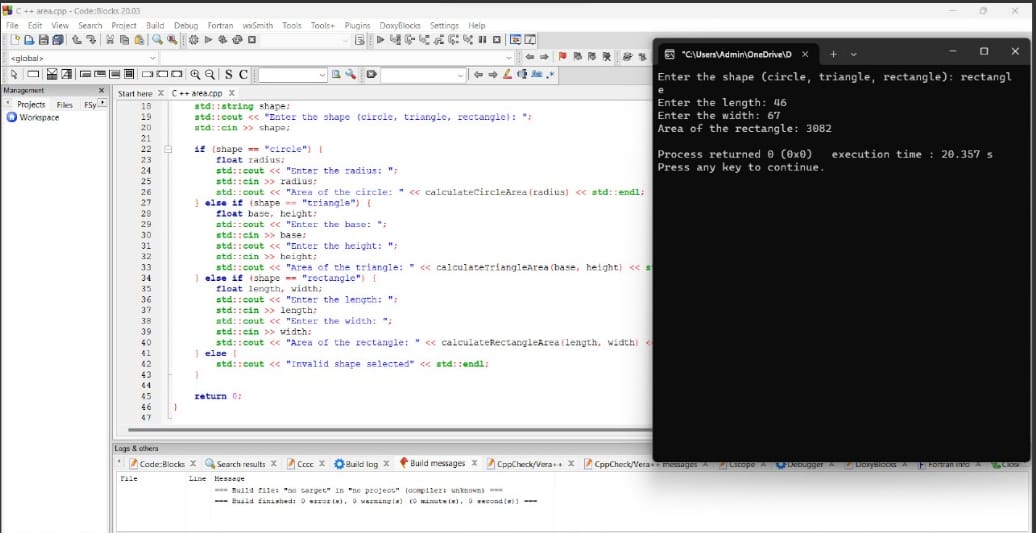 C ++ area.cpp - Code::Blocks 20.03
File Edit View Search Project Build Debug Fortran wxSmith Tools Tools+ Plugins DoxyBlocks Settings Help
<global>
S C
Management
Projects Files FSy
Workspace
Start here X C ++ area.cpp X
18 std::string shape;
19 std::cout << "Enter the shape (circle, triangle, rectangle): ";
20 std::cin >> shape;
21
22 if (shape == "circle") {
23 float radius;
24 std::cout << "Enter the radius: ";
25 std::cin >> radius;
26 std::cout << "Area of the circle: " << calculateCircleArea(radius) << std::endl;
27 } else if (shape == "triangle") {
28 float base, height;
29 std::cout << "Enter the base: ";
30 std::cin >> base;
31 std::cout << "Enter the height: ";
32 std::cin >> height;
33 std::cout << "Area of the triangle: " << calculateTriangleArea(base, height) << s
34 } else if (shape == "rectangle") {
35 float length, width;
36 std::cout << "Enter the length: ";
37 std::cin >> length;
38 std::cout << "Enter the width: ";
39 std::cin >> width;
40 std::cout << "Area of the rectangle: " << calculateRectangleArea(length, width) <
41 } else {
42 std::cout << "Invalid shape selected" << std::endl;
43 }
44
45 return 0;
46 }
47
"C:\Users\Admin\OneDrive\D
Enter the shape (circle, triangle, rectangle): rectangl
e
Enter the length: 46
Enter the width: 67
Area of the rectangle: 3082
Process returned 0 (0x0) execution time : 20.357 s
Press any key to continue.
Logs & others
Code::Blocks X Search results X Cccc X Build log X Build messages X CppCheck/Vera++ X CppCheck/Vera++ messages X Cscope X Debugger X DoxyBlocks X Fortran info X Clos
File Line Message
=== Build file: "no target" in "no project" (compiler: unknown) ===
=== Build finished: 0 error(s), 0 warning(s) (0 minute(s), 0 second(s)) ===